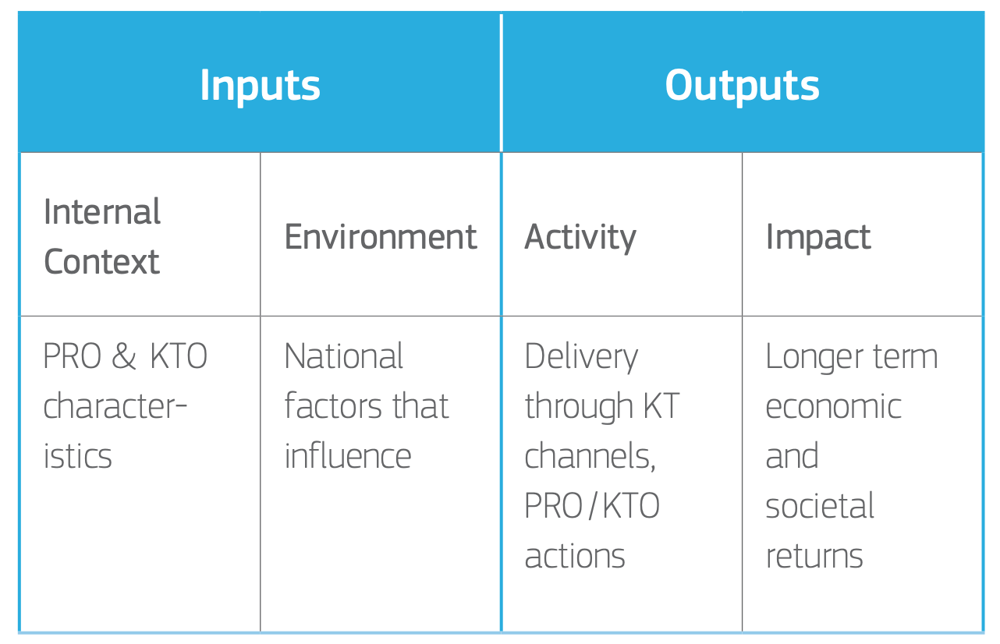 Inputs
Outputs
Internal
Context
Environment
Activity
Impact
PRO & KTO
character-
istics
National
factors that
influence
Delivery
through KT
channels,
PRO/KTO
actions
Longer term
economic
and
societal
returns